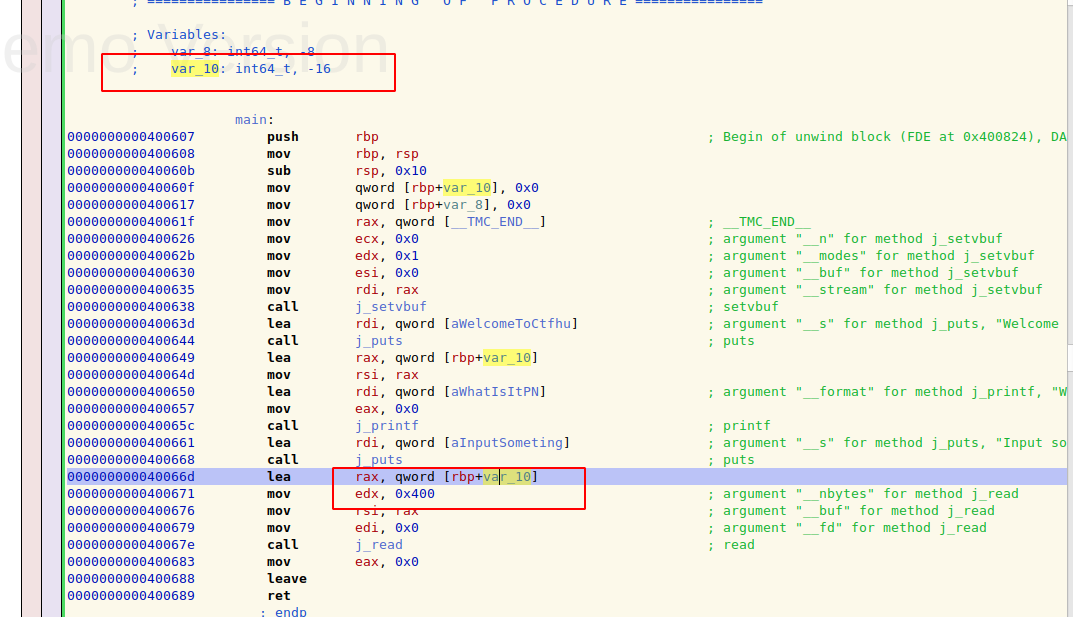 ; ================ B E G I N N I N G   O F   P R O C E D U R E ================
emo Version
; Variables:
;    var_8: int64_t, -8
;    var_10: int64_t, -16
main:
0000000000400607 push rbp ; Begin of unwind block (FDE at 0x400824), DA
0000000000400608 mov rbp, rsp
000000000040060b sub rsp, 0x10
000000000040060f mov qword [rbp+var_10], 0x0
0000000000400617 mov qword [rbp+var_8], 0x0
000000000040061f mov rax, qword [__TMC_END__] ; __TMC_END__
0000000000400626 mov ecx, 0x0 ; argument "__n" for method j_setvbuf
000000000040062b mov edx, 0x1 ; argument "__modes" for method j_setvbuf
0000000000400630 mov esi, 0x0 ; argument "__buf" for method j_setvbuf
0000000000400635 mov rdi, rax ; argument "__stream" for method j_setvbuf
0000000000400638 call j_setvbuf ; setvbuf
000000000040063d lea rdi, qword [aWelcomeToCtfhu] ; argument "__s" for method j_puts, "Welcome
0000000000400644 call j_puts ; puts
0000000000400649 lea rax, qword [rbp+var_10]
000000000040064d mov rsi, rax
0000000000400650 lea rdi, qword [aWhatIsItPN] ; argument "__format" for method j_printf, "W
0000000000400657 mov eax, 0x0
000000000040065c call j_printf ; printf
0000000000400661 lea rdi, qword [aInputSometing] ; argument "__s" for method j_puts, "Input so
0000000000400668 call j_puts ; puts
000000000040066d lea rax, qword [rbp+var_10]
0000000000400671 mov edx, 0x400 ; argument "__nbytes" for method j_read
0000000000400676 mov rsi, rax ; argument "__buf" for method j_read
0000000000400679 mov edi, 0x0 ; argument "__fd" for method j_read
000000000040067e call j_read ; read
0000000000400683 mov eax, 0x0
0000000000400688 leave
0000000000400689 ret
; endp